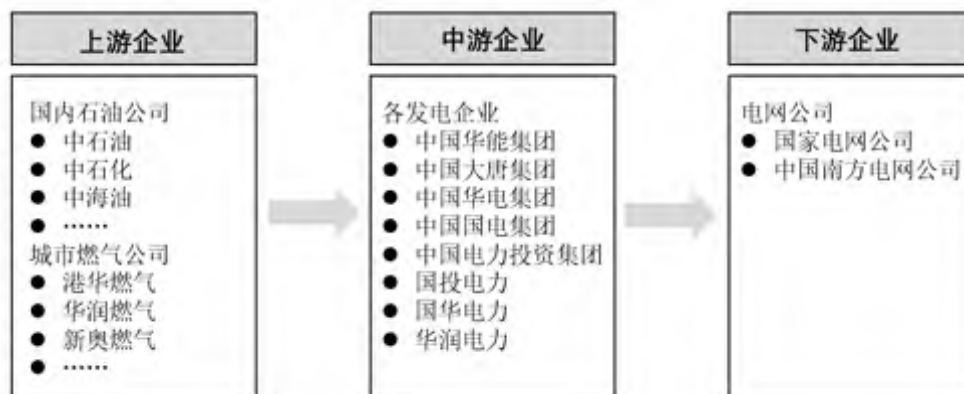 上游企业
国内石油公司
● 中石油
● 中石化
● 中海油
● ……
城市燃气公司
● 港华燃气
● 华润燃气
● 新奥燃气
● ……
中游企业
各发电企业
● 中国华能集团
● 中国大唐集团
● 中国华电集团
● 中国国电集团
● 中国电力投资集团
● 国投电力
● 国华电力
● 华润电力
下游企业
电网公司
● 国家电网公司
● 中国南方电网公司